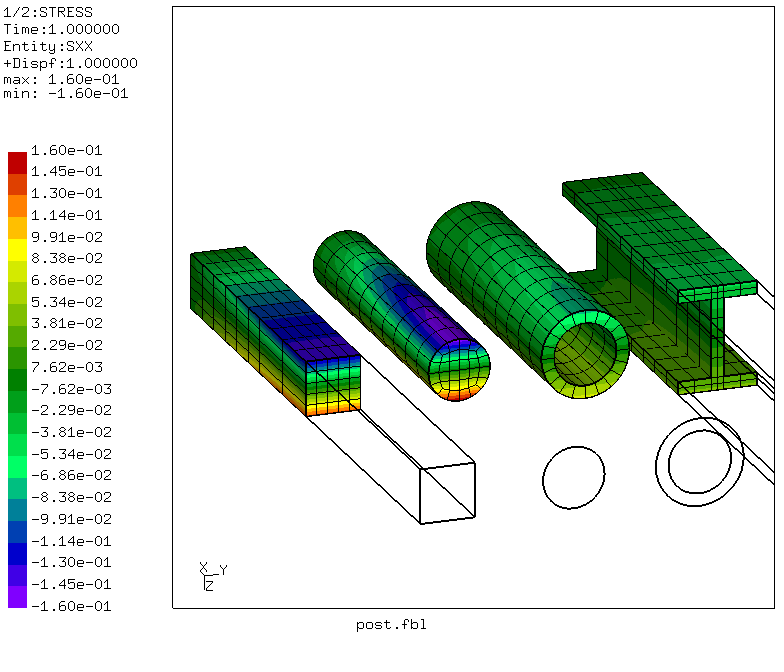 1/2:STRESS
Time:1.000000
Entity:SXX
+Dispf:1.000000
max: 1.60e-01
min: -1.60e-01
1.60e-01
1.45e-01
1.30e-01
1.14e-01
9.91e-02
8.38e-02
6.86e-02
5.34e-02
3.81e-02
2.29e-02
7.62e-03
-7.62e-03
-2.29e-02
-3.81e-02
-5.34e-02
-6.86e-02
-8.38e-02
-9.91e-02
-1.14e-01
-1.30e-01
-1.45e-01
-1.60e-01
X
Y
Z
post.fbl